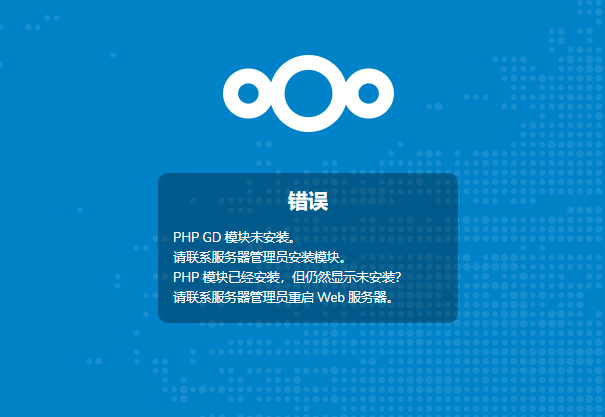 错误
PHP GD 模块未安装。
请联系服务器管理员安装模块。
PHP 模块已经安装，但仍然显示未安装?
请联系服务器管理员重启 Web 服务器。